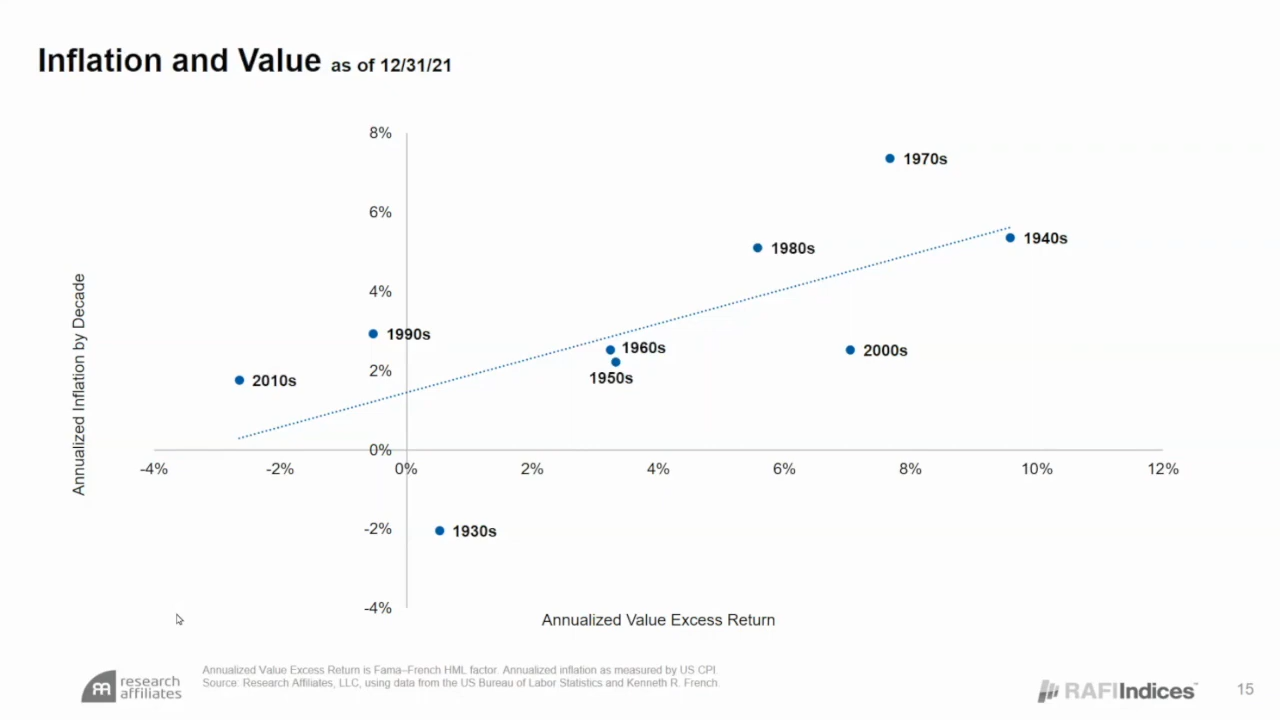 Inflation and Value as of 12/31/21
8%
1970s
6%
1940s
1980s
4%
1990s
1960s
2000s
2%
1950s
2010s
0%
-4%
-2%
0%
2%
4%
6%
8%
10%
12%
-2%
1930s
-4%
Annualized Inflation by Decade
Annualized Value Excess Return
research
affiliates
Annualized Value Excess Return is Fama–French HML factor. Annualized inflation as measured by US CPI.
Source: Research Affiliates, LLC, using data from the US Bureau of Labor Statistics and Kenneth R. French.
RAFIIndices™
15